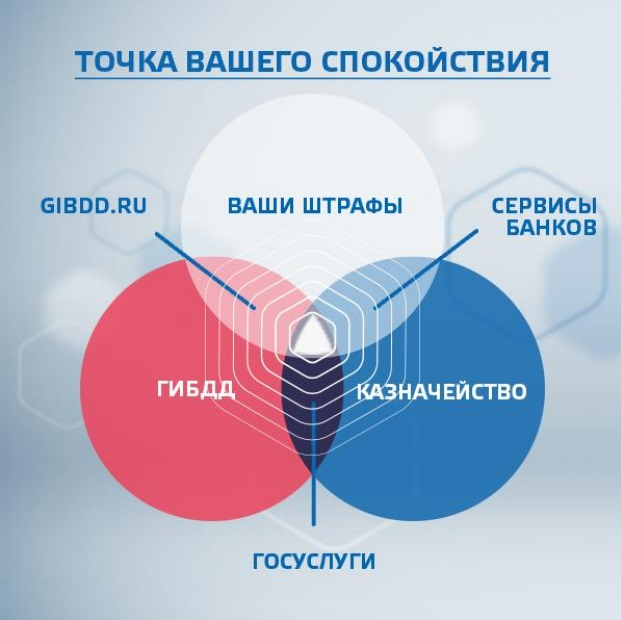 ТОЧКА ВАШЕГО СПОКОЙСТВИЯ
GIBDD.RU
ВАШИ ШТРАФЫ
СЕРВИСЫ
БАНКОВ
ГИБДД
КАЗНАЧЕЙСТВО
ГОСУСЛУГИ